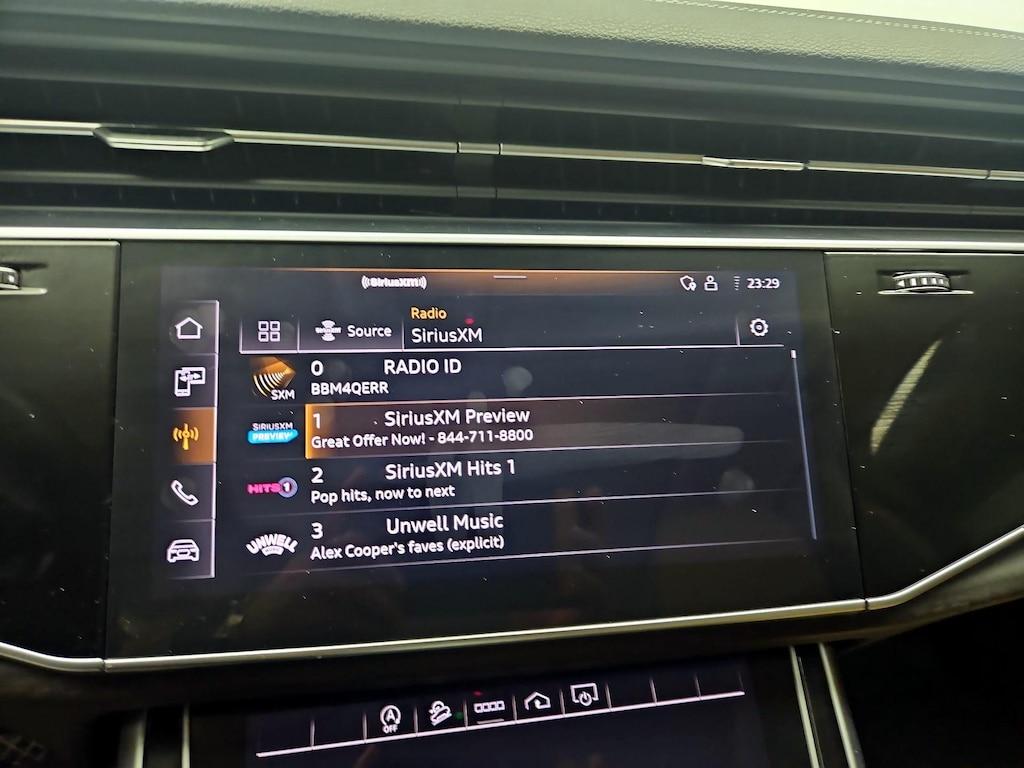 ((SiriusXM))
23:29
Source
Radio
SiriusXM
SXM
0 RADIO ID
BBM4QERR
SIRIUSXM
PREVIEW
1 SiriusXM Preview
Great Offer Now! - 844-711-8800
HITS 1
2 SiriusXM Hits 1
Pop hits, now to next
UNWELL
3 Unwell Music
Alex Cooper's faves (explicit)
A
OFF